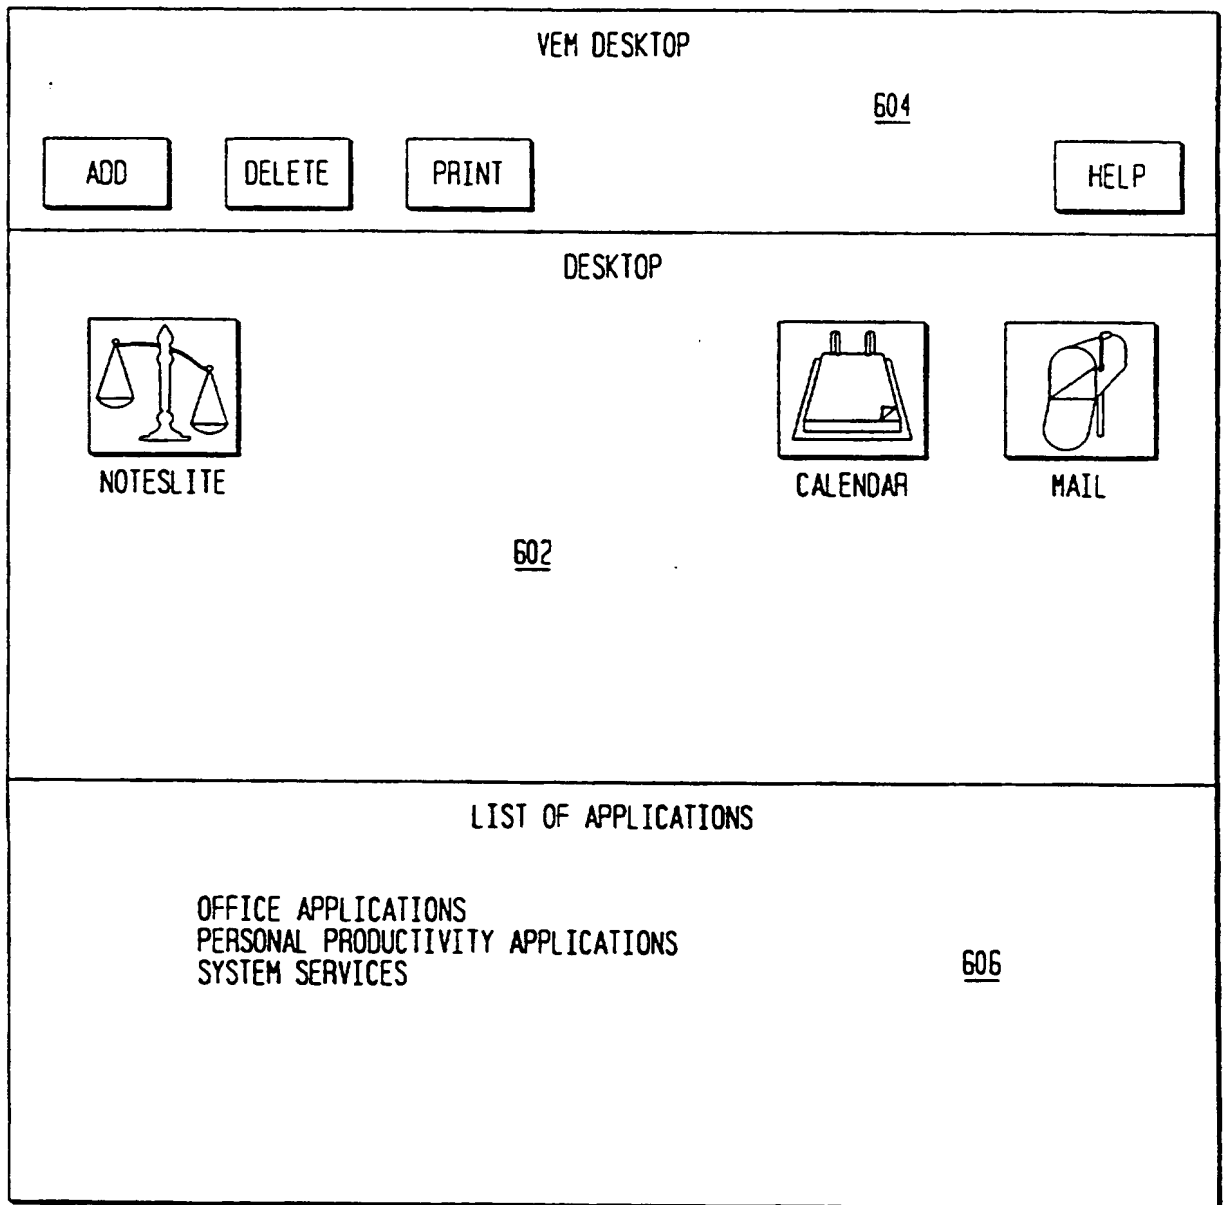 VEM DESKTOP
604
ADD DELETE PRINT HELP
DESKTOP
NOTESLITE CALENDAR MAIL
602
LIST OF APPLICATIONS
OFFICE APPLICATIONS
PERSONAL PRODUCTIVITY APPLICATIONS
SYSTEM SERVICES
606